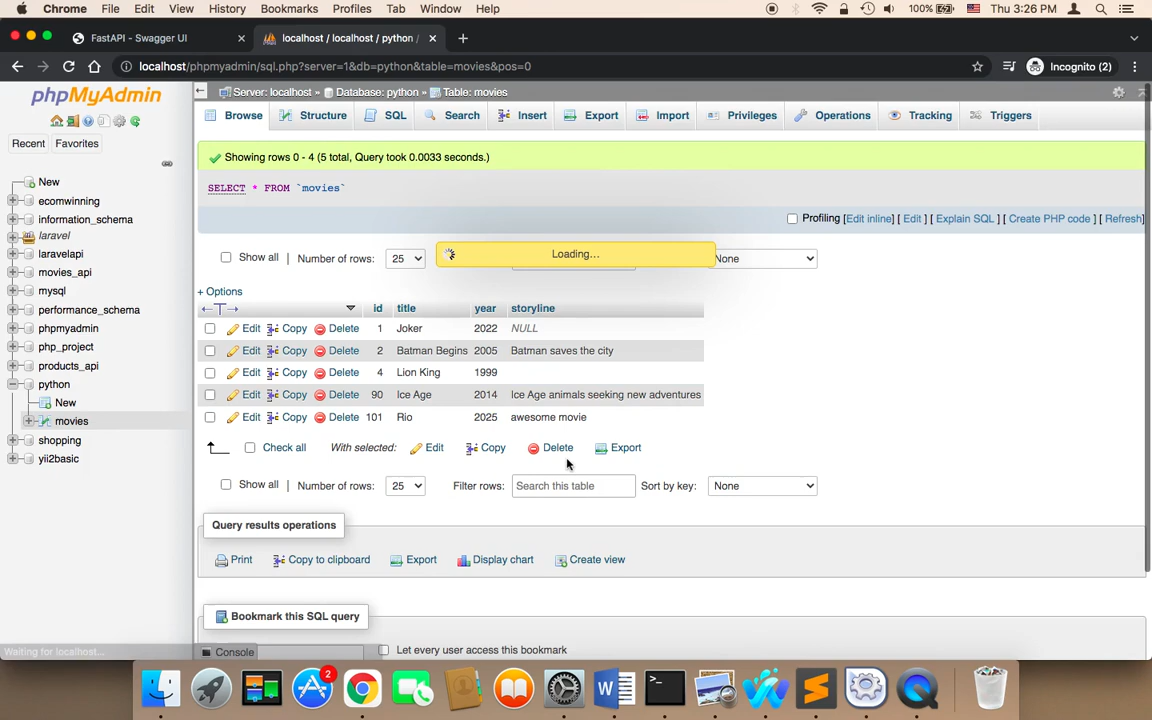 Chrome File Edit View History Bookmarks Profiles Tab Window Help 100% Thu 3:26 PM
FastAPI - Swagger UI localhost / localhost / python /
localhost/phpmyadmin/sql.php?server=1&db=python&table=movies&pos=0 Incognito (2)
phpMyAdmin
Recent Favorites
New
ecomwinning
information_schema
laravel
laravelapi
movies_api
mysql
performance_schema
phpmyadmin
php_project
products_api
python
New
movies
shopping
yii2basic
Waiting for localhost...
Server: localhost » Database: python » Table: movies
Browse Structure SQL Search Insert Export Import Privileges Operations Tracking Triggers
Showing rows 0 - 4 (5 total, Query took 0.0033 seconds.)
SELECT * FROM `movies`
Profiling [Edit inline] [ Edit ] [ Explain SQL ] [ Create PHP code ] [ Refresh]
Loading…
Show all | Number of rows: 25 None
+ Options
←T→ id title year storyline
Edit Copy Delete 1 Joker 2022 NULL
Edit Copy Delete 2 Batman Begins 2005 Batman saves the city
Edit Copy Delete 4 Lion King 1999
Edit Copy Delete 90 Ice Age 2014 Ice Age animals seeking new adventures
Edit Copy Delete 101 Rio 2025 awesome movie
Check all With selected: Edit Copy Delete Export
Show all | Number of rows: 25 Filter rows: Search this table Sort by key: None
Query results operations
Print Copy to clipboard Export Display chart Create view
Bookmark this SQL query
Console Let every user access this bookmark
2